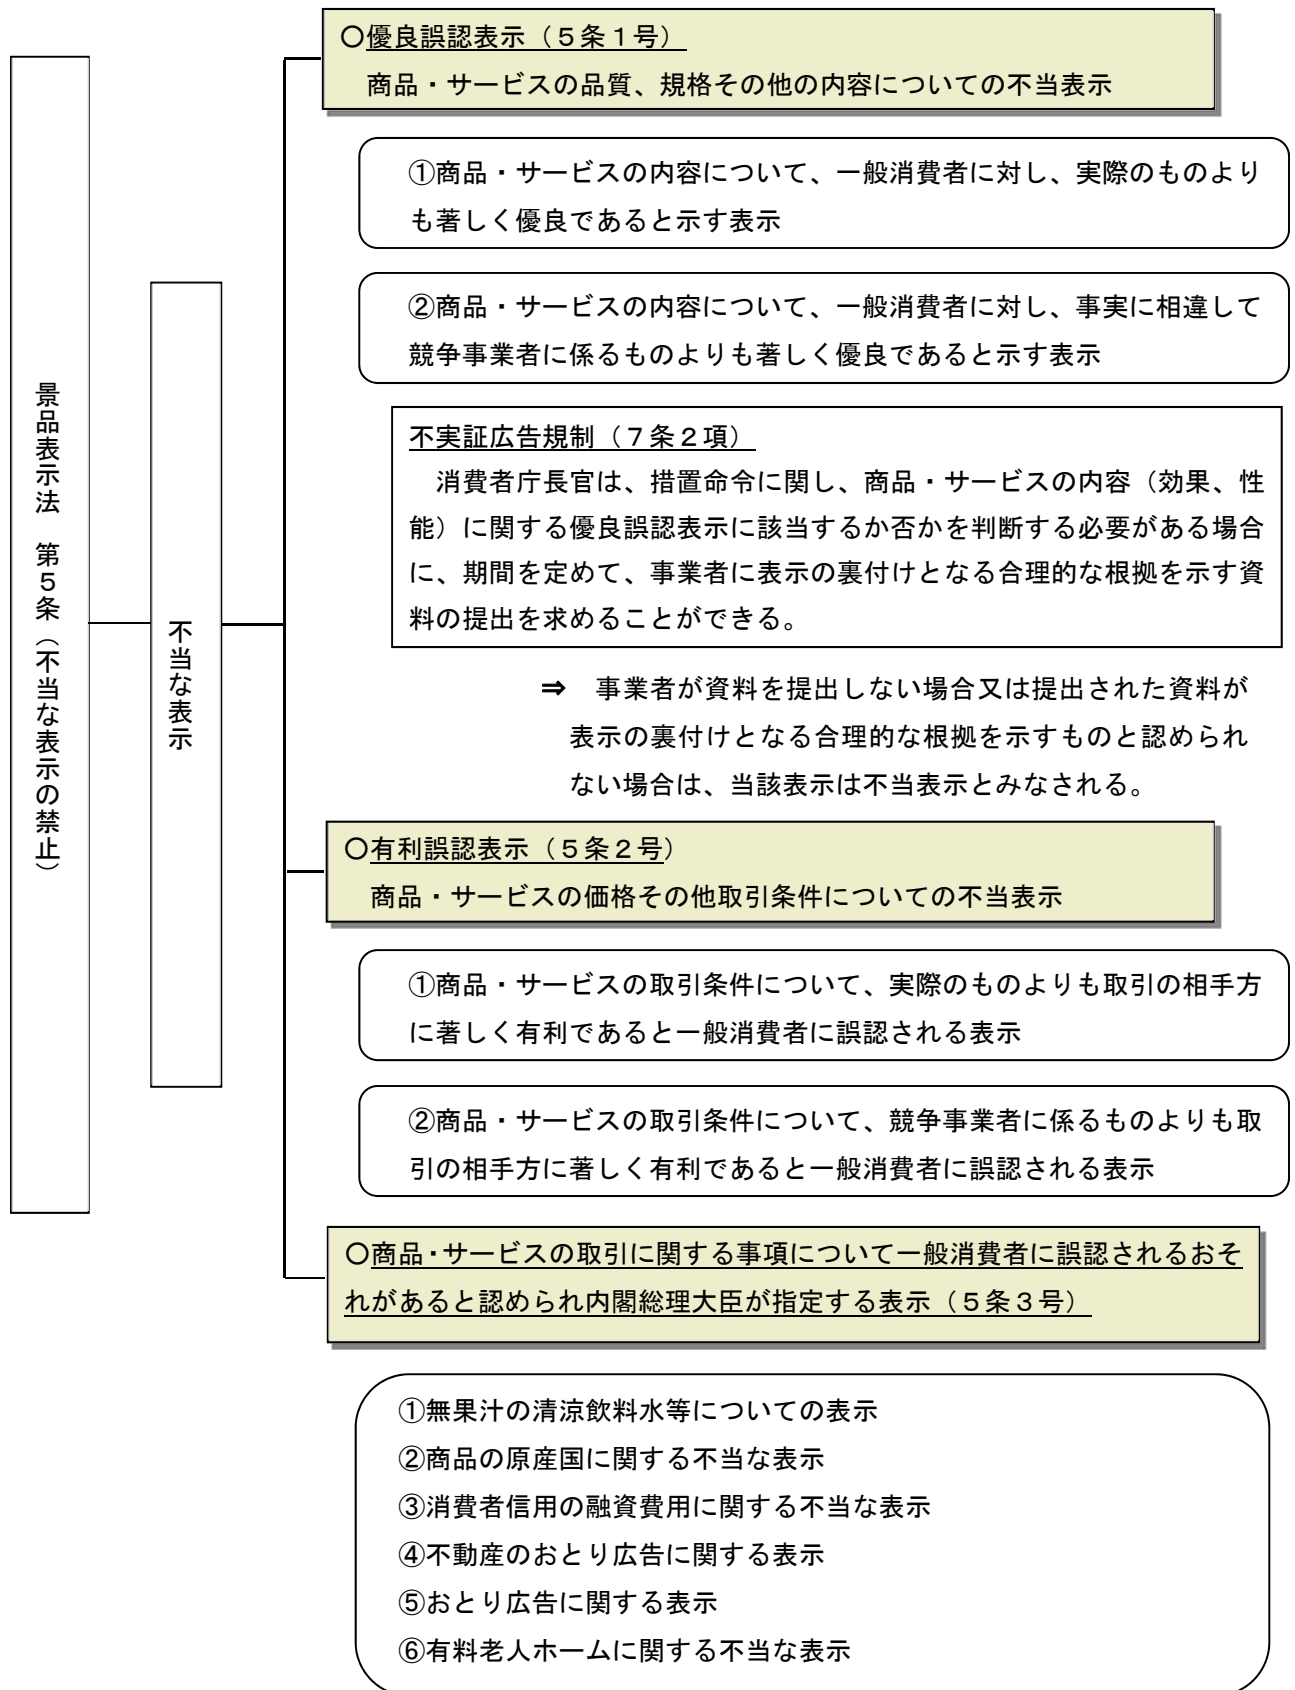 景品表示法　第５条（不当な表示の禁止）
不当な表示
○優良誤認表示（５条１号）
商品・サービスの品質、規格その他の内容についての不当表示
①商品・サービスの内容について、一般消費者に対し、実際のものより
も著しく優良であると示す表示
②商品・サービスの内容について、一般消費者に対し、事実に相違して
競争事業者に係るものよりも著しく優良であると示す表示
不実証広告規制（７条２項）
消費者庁長官は、措置命令に関し、商品・サービスの内容（効果、性
能）に関する優良誤認表示に該当するか否かを判断する必要がある場合
に、期間を定めて、事業者に表示の裏付けとなる合理的な根拠を示す資
料の提出を求めることができる。
⇒　事業者が資料を提出しない場合又は提出された資料が
表示の裏付けとなる合理的な根拠を示すものと認められ
ない場合は、当該表示は不当表示とみなされる。
○有利誤認表示（５条２号）
商品・サービスの価格その他取引条件についての不当表示
①商品・サービスの取引条件について、実際のものよりも取引の相手方
に著しく有利であると一般消費者に誤認される表示
②商品・サービスの取引条件について、競争事業者に係るものよりも取
引の相手方に著しく有利であると一般消費者に誤認される表示
○商品・サービスの取引に関する事項について一般消費者に誤認されるおそ
れがあると認められ内閣総理大臣が指定する表示（５条３号）
①無果汁の清涼飲料水等についての表示
②商品の原産国に関する不当な表示
③消費者信用の融資費用に関する不当な表示
④不動産のおとり広告に関する表示
⑤おとり広告に関する表示
⑥有料老人ホームに関する不当な表示